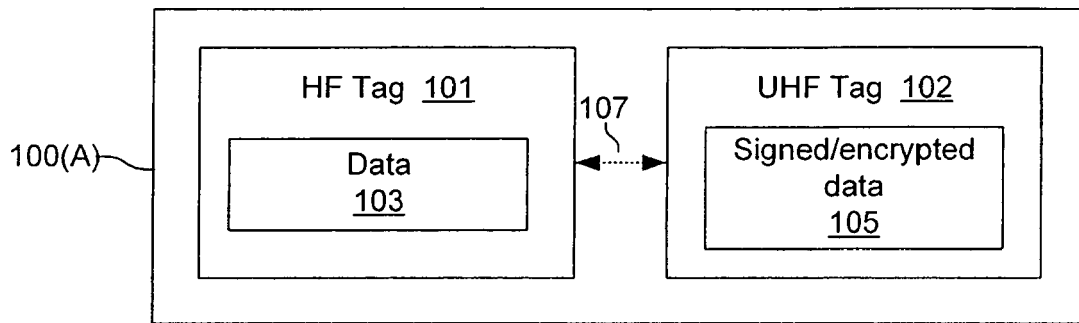 HF Tag 101
UHF Tag 102
107
100(A)
Data
103
Signed/encrypted
data
105